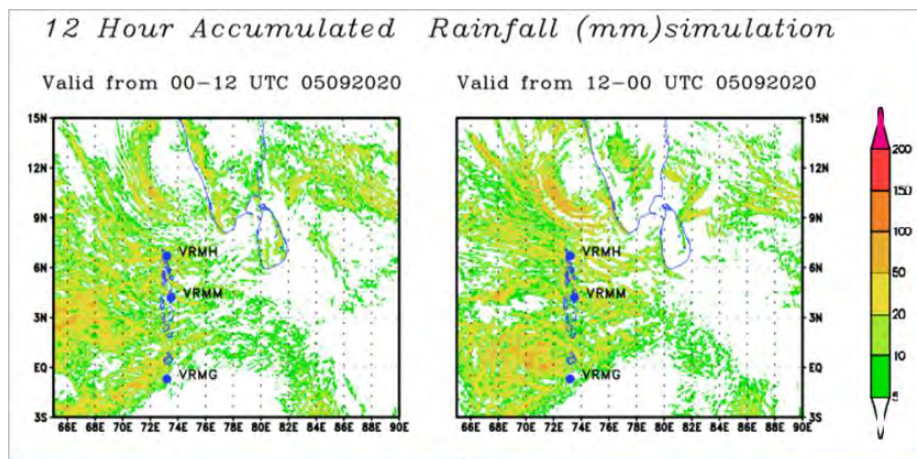 12 Hour Accumulated Rainfall (mm)simulation
Valid from 00-12 UTC 05092020
15N
12N
9N
6N
3N
EQ
3S
VRMH
VRMM
VRMG
66E 68E 70E 72E 74E 76E 78E 80E 82E 84E 86E 88E 90E
Valid from 12-00 UTC 05092020
15N
12N
9N
6N
3N
EQ
3S
VRMH
VRMM
VRMG
66E 68E 70E 72E 74E 76E 78E 80E 82E 84E 86E 88E 90E
200
150
100
50
20
10
5